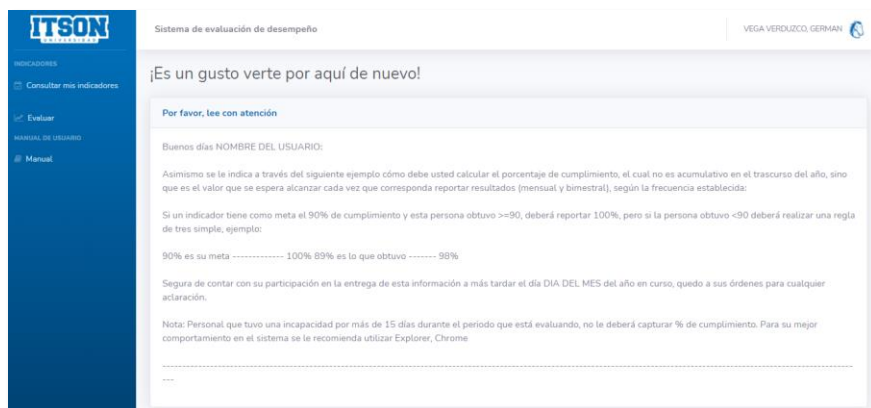 ITSON
UNIVERSIDAD
Sistema de evaluación de desempeño
VEGA VERDUZCO, GERMAN
INDICADORES
Consultar mis indicadores
Evaluar
MANUAL DE USUARIO
Manual
¡Es un gusto verte por aquí de nuevo!
Por favor, lee con atención
Buenos días NOMBRE DEL USUARIO:
Asimismo se le indica a través del siguiente ejemplo cómo debe usted calcular el porcentaje de cumplimiento, el cual no es acumulativo en el trascurso del año, sino
que es el valor que se espera alcanzar cada vez que corresponda reportar resultados (mensual y bimestral), según la frecuencia establecida:
Si un indicador tiene como meta el 90% de cumplimiento y esta persona obtuvo >=90, deberá reportar 100%, pero si la persona obtuvo <90 deberá realizar una regla
de tres simple, ejemplo:
90% es su meta ------------- 100% 89% es lo que obtuvo ------- 98%
Segura de contar con su participación en la entrega de esta información a más tardar el día DIA DEL MES del año en curso, quedo a sus órdenes para cualquier
aclaración.
Nota: Personal que tuvo una incapacidad por más de 15 días durante el periodo que está evaluando, no le deberá capturar % de cumplimiento. Para su mejor
comportamiento en el sistema se le recomienda utilizar Explorer, Chrome